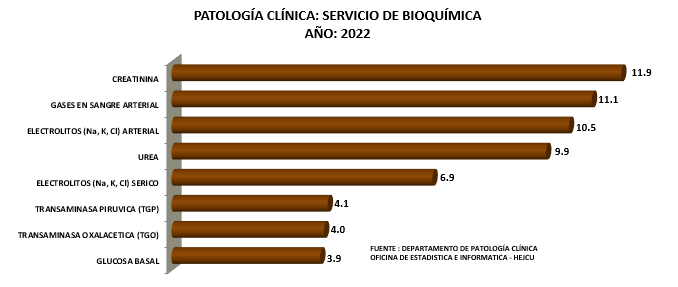 PATOLOGÍA CLÍNICA: SERVICIO DE BIOQUÍMICA
AÑO: 2022
CREATININA 11.9
GASES EN SANGRE ARTERIAL 11.1
ELECTROLITOS (Na, K, Cl) ARTERIAL 10.5
UREA 9.9
ELECTROLITOS (Na, K, Cl) SERICO 6.9
TRANSAMINASA PIRUVICA (TGP) 4.1
TRANSAMINASA OXALACETICA (TGO) 4.0
GLUCOSA BASAL 3.9
FUENTE : DEPARTAMENTO DE PATOLOGÍA CLÍNICA
OFICINA DE ESTADISTICA E INFORMATICA - HEJCU